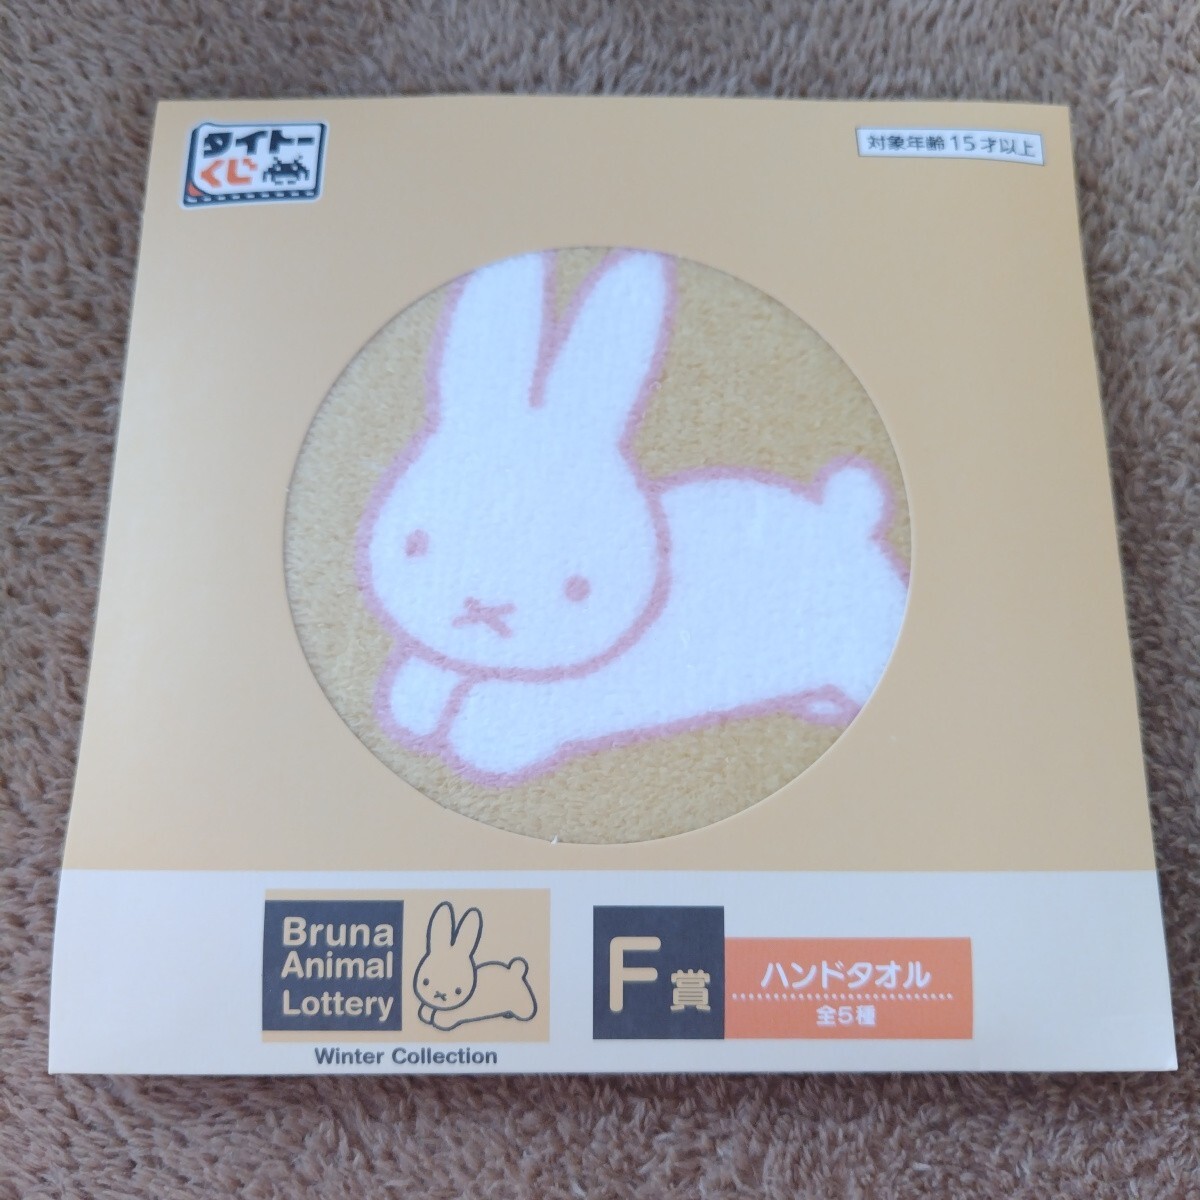 タイトー
くじ
対象年齢15才以上
Bruna
Animal
Lottery
Winter Collection
F賞
ハンドタオル
全5種